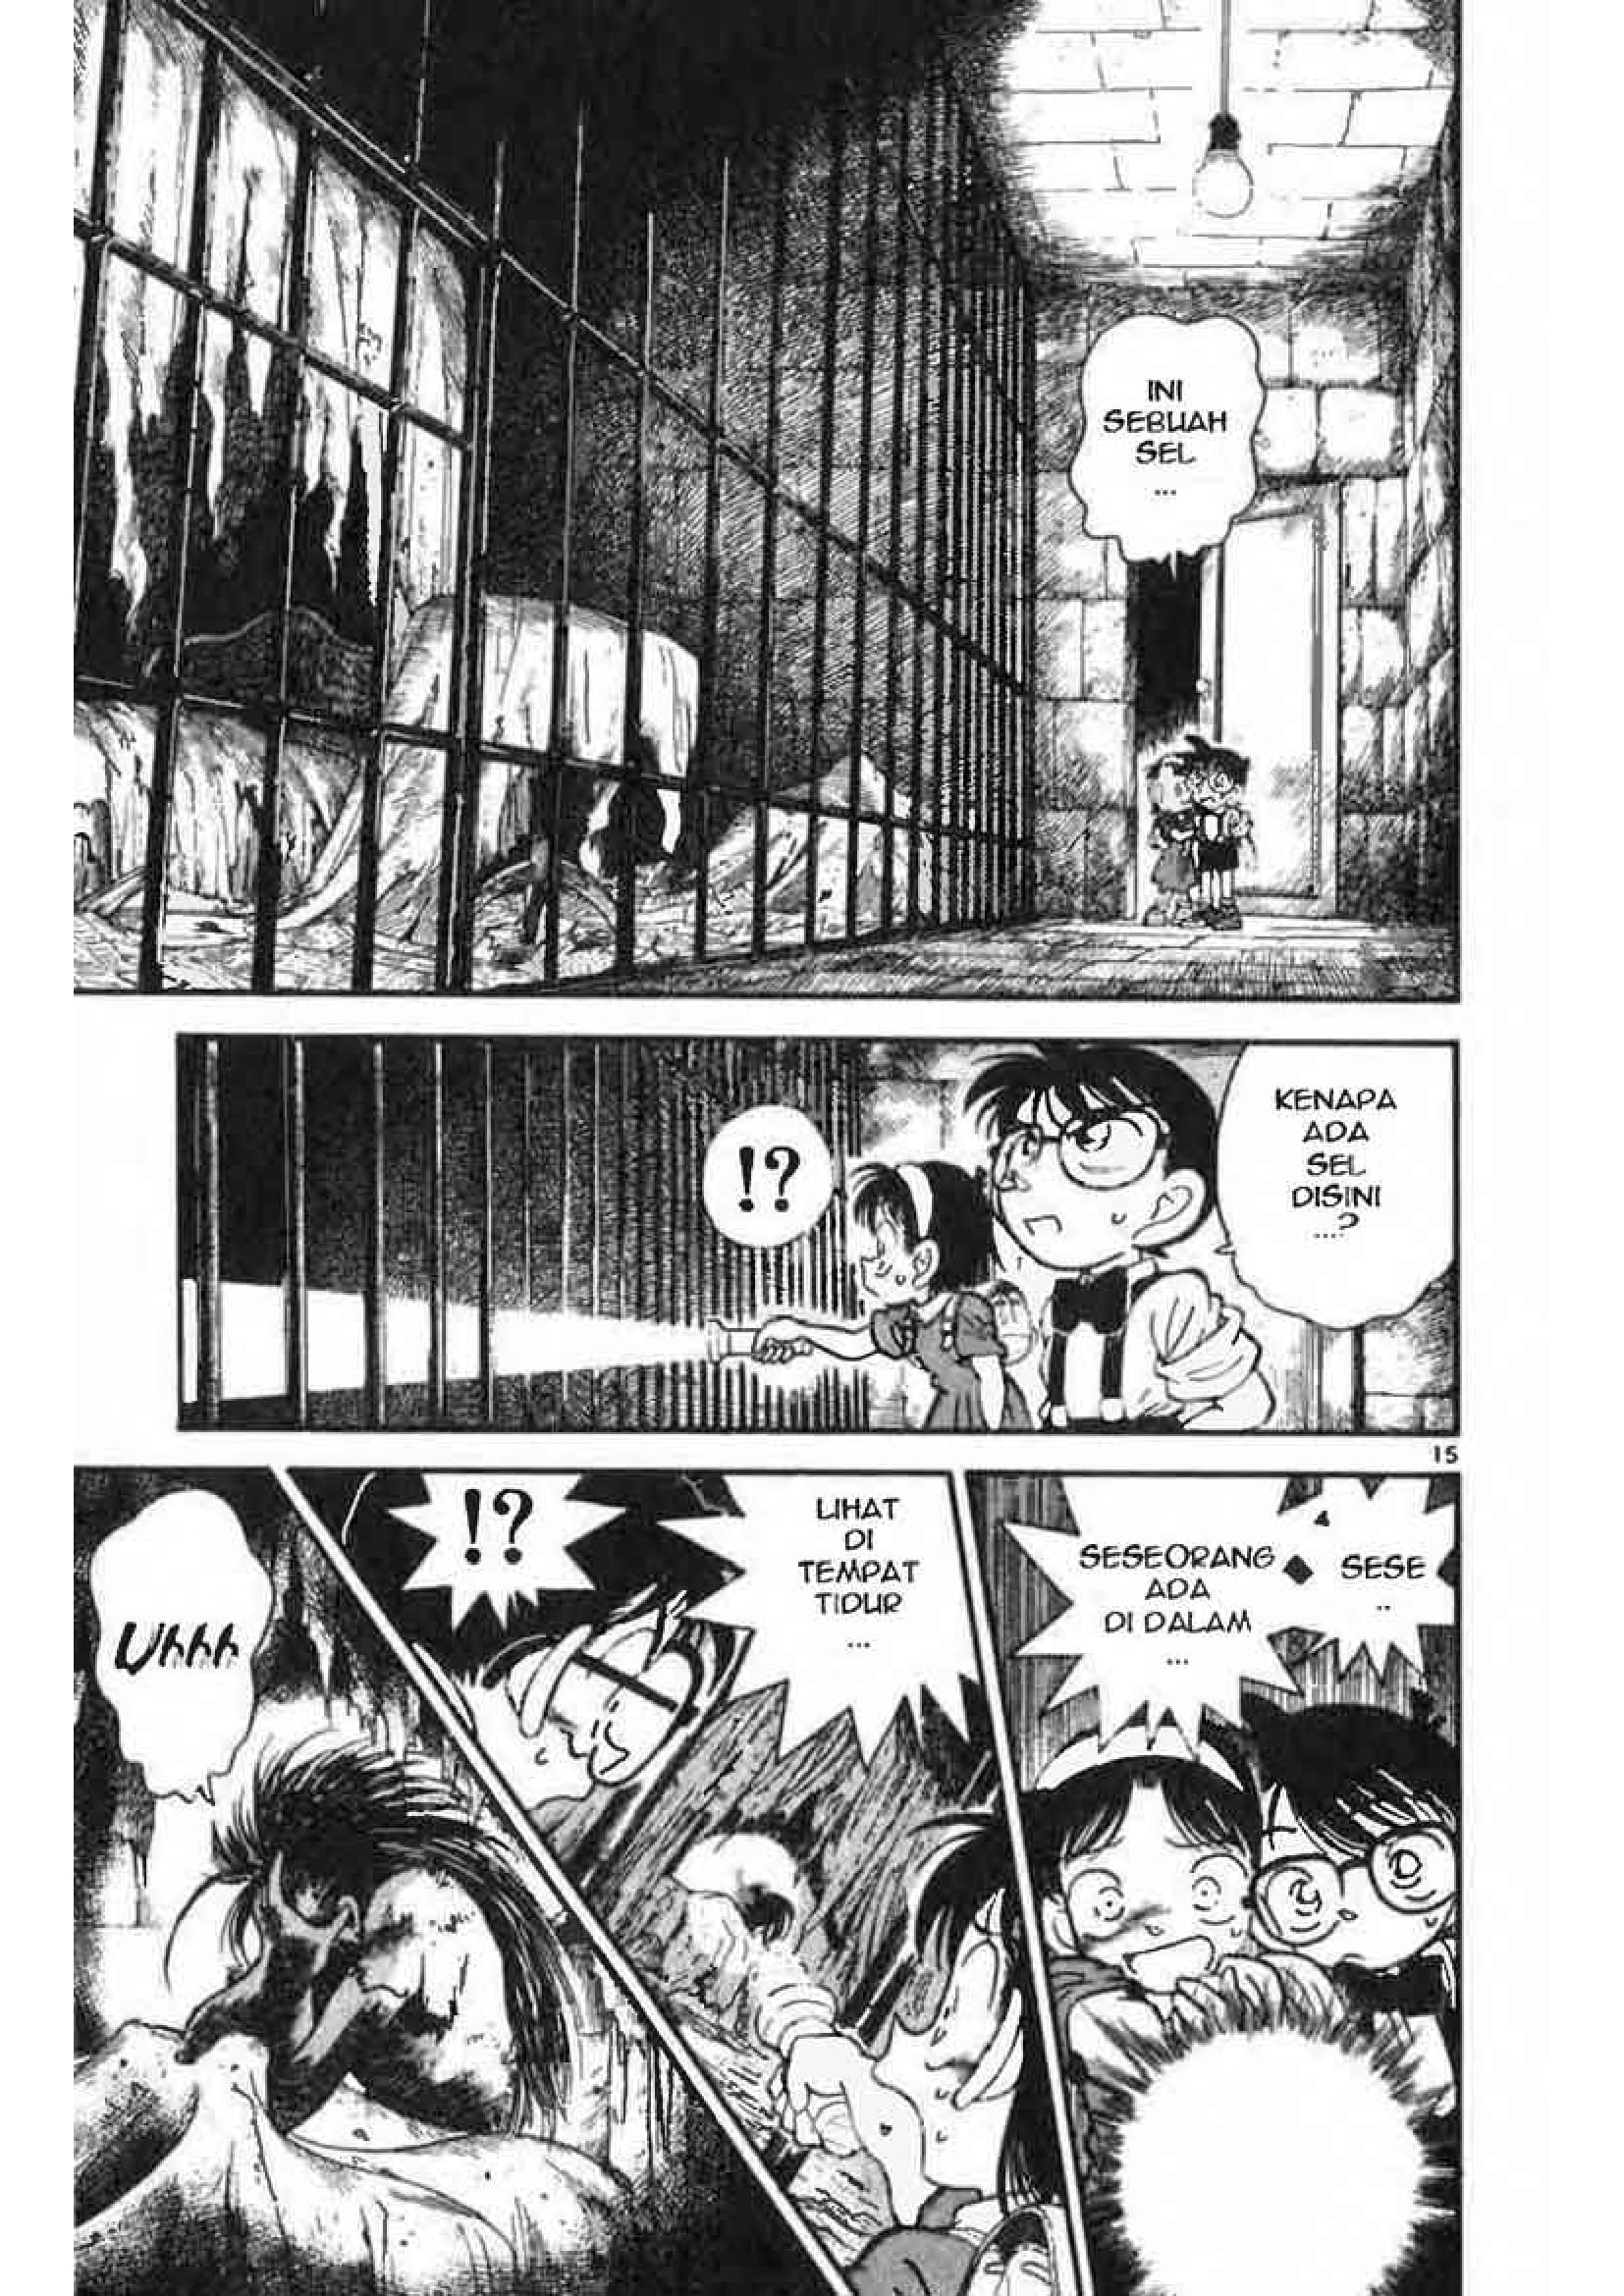 INI
SEBUAH
SEL
...
KENAPA
ADA
SEL
DISINI
...?
!?
15
SESE
..
SESEORANG
ADA
DI DALAM
...
LIHAT
DI
TEMPAT
TIDUR
...
!?
Uhhh